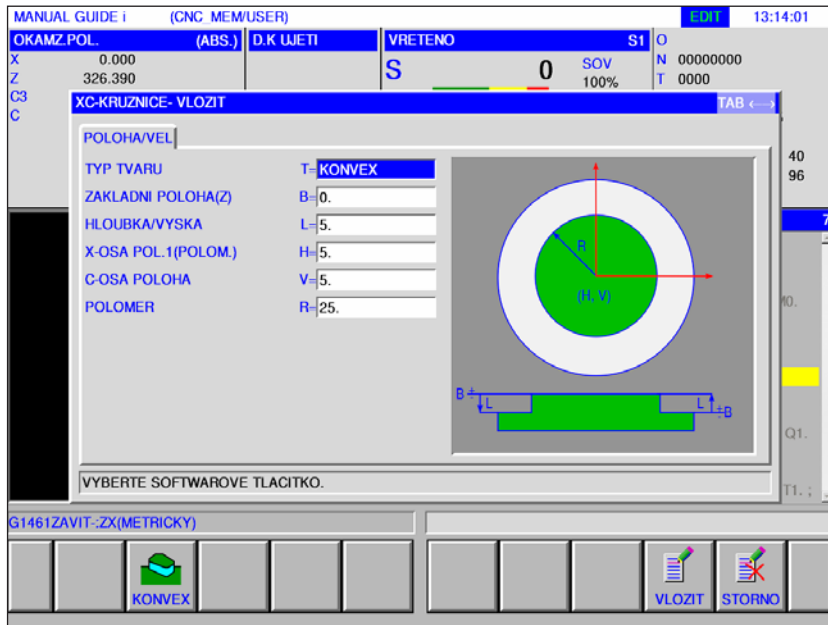 MANUAL GUIDE i (CNC_MEM/USER) EDIT 13:14:01
OKAMZ.POL. (ABS.) D.K UJETI VRETENO S1 O
X 0.000 S 0 SOV N 00000000
Z 326.390 100% T 0000
C3
C
XC-KRUZNICE- VLOZIT TAB ←→
POLOHA/VEL
TYP TVARU T= KONVEX
ZAKLADNI POLOHA(Z) B= 0.
HLOUBKA/VYSKA L= 5.
X-OSA POL.1(POLOM.) H= 5.
C-OSA POLOHA V= 5.
POLOMER R= 25.
R
(H, V)
B + L L + B
40
96
7
M0.
Q1.
T1. ;
VYBERTE SOFTWAROVE TLACITKO.
G1461ZAVIT-:ZX(METRICKY)
KONVEX VLOZIT STORNO